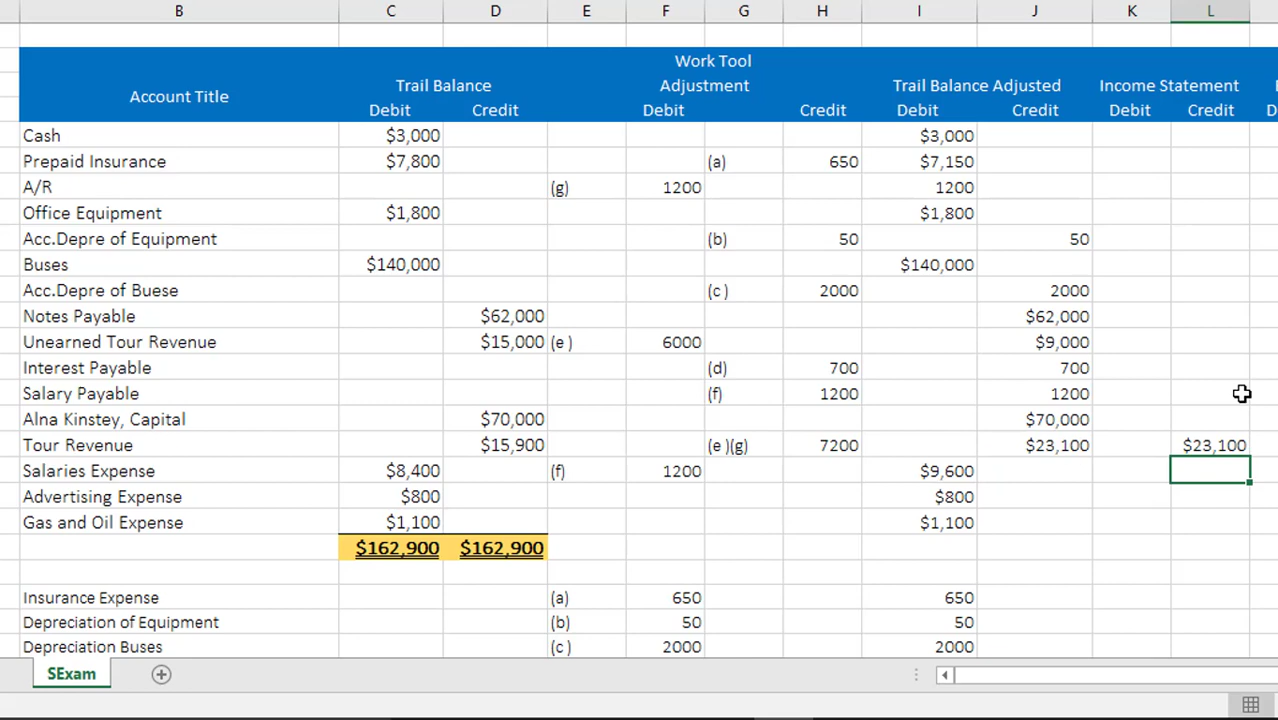 B C D E F G H I J K L
Work Tool
Trail Balance Adjustment Trail Balance Adjusted Income Statement
Account Title
Debit Credit Debit Credit Debit Credit Debit Credit
Cash $3,000 $3,000
Prepaid Insurance $7,800 (a) 650 $7,150
A/R (g) 1200 1200
Office Equipment $1,800 $1,800
Acc.Depre of Equipment (b) 50 50
Buses $140,000 $140,000
Acc.Depre of Buese (c ) 2000 2000
Notes Payable $62,000 $62,000
Unearned Tour Revenue $15,000 (e ) 6000 $9,000
Interest Payable (d) 700 700
Salary Payable (f) 1200 1200
Alna Kinstey, Capital $70,000 $70,000
Tour Revenue $15,900 (e )(g) 7200 $23,100 $23,100
Salaries Expense $8,400 (f) 1200 $9,600
Advertising Expense $800 $800
Gas and Oil Expense $1,100 $1,100
$162,900 $162,900
Insurance Expense (a) 650 650
Depreciation of Equipment (b) 50 50
Depreciation Buses (c ) 2000 2000
SExam